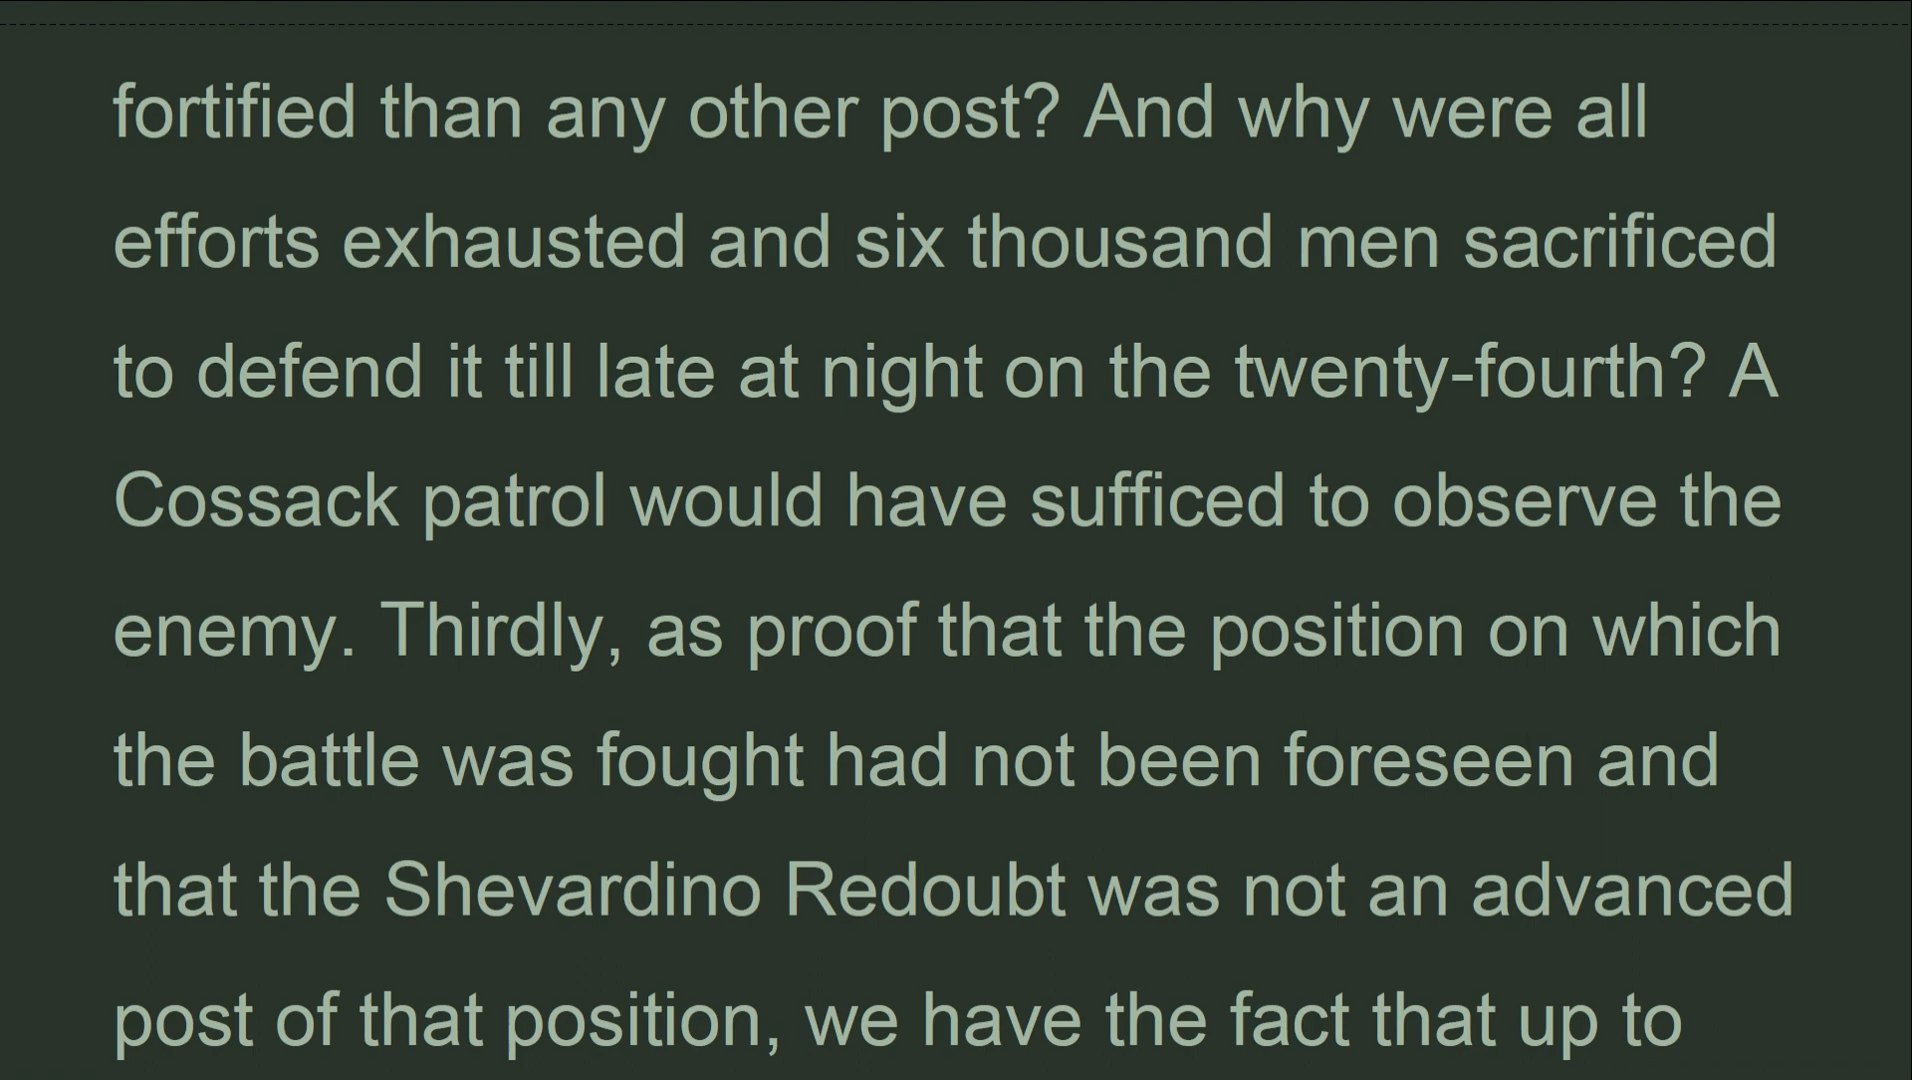 fortified than any other post? And why were all
efforts exhausted and six thousand men sacrificed
to defend it till late at night on the twenty-fourth? A
Cossack patrol would have sufficed to observe the
enemy. Thirdly, as proof that the position on which
the battle was fought had not been foreseen and
that the Shevardino Redoubt was not an advanced
post of that position, we have the fact that up to